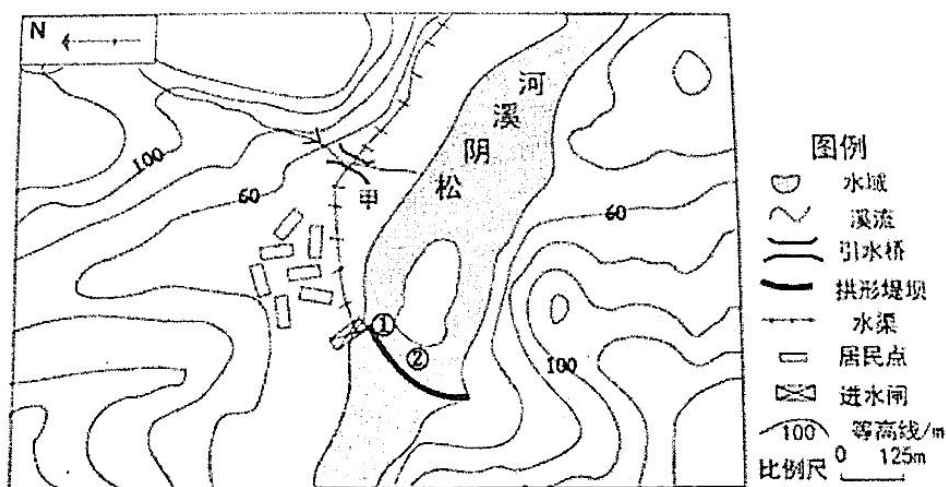 N
河
溪
阴
松
100
60
甲
60
①
②
100
图例
水域
溪流
引水桥
拱形堤坝
水渠
居民点
进水闸
100 等高线/m
比例尺 0 125m